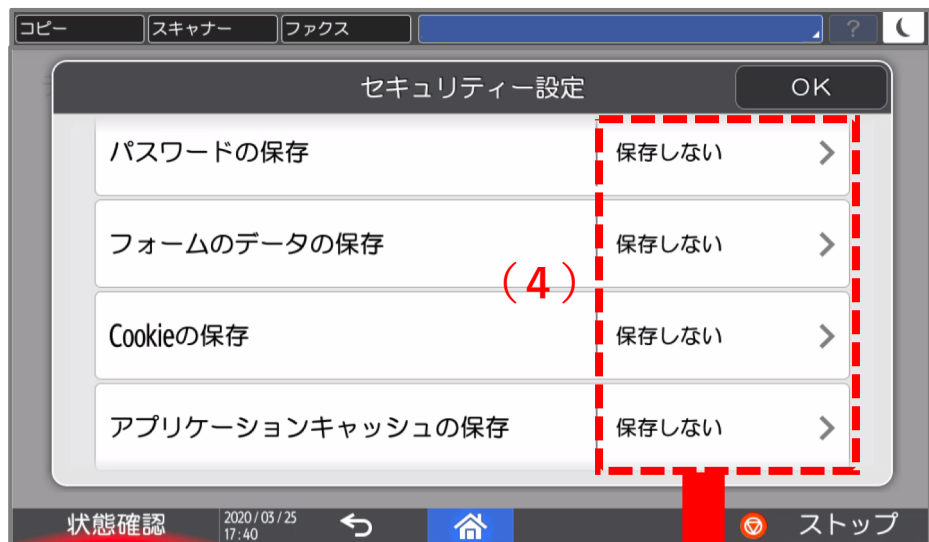 コピー スキャナー ファクス ?
セキュリティー設定 OK
パスワードの保存 保存しない
フォームのデータの保存 保存しない
(4)
Cookieの保存 保存しない
アプリケーションキャッシュの保存 保存しない
状態確認 2020/03/25 ストップ
17:40